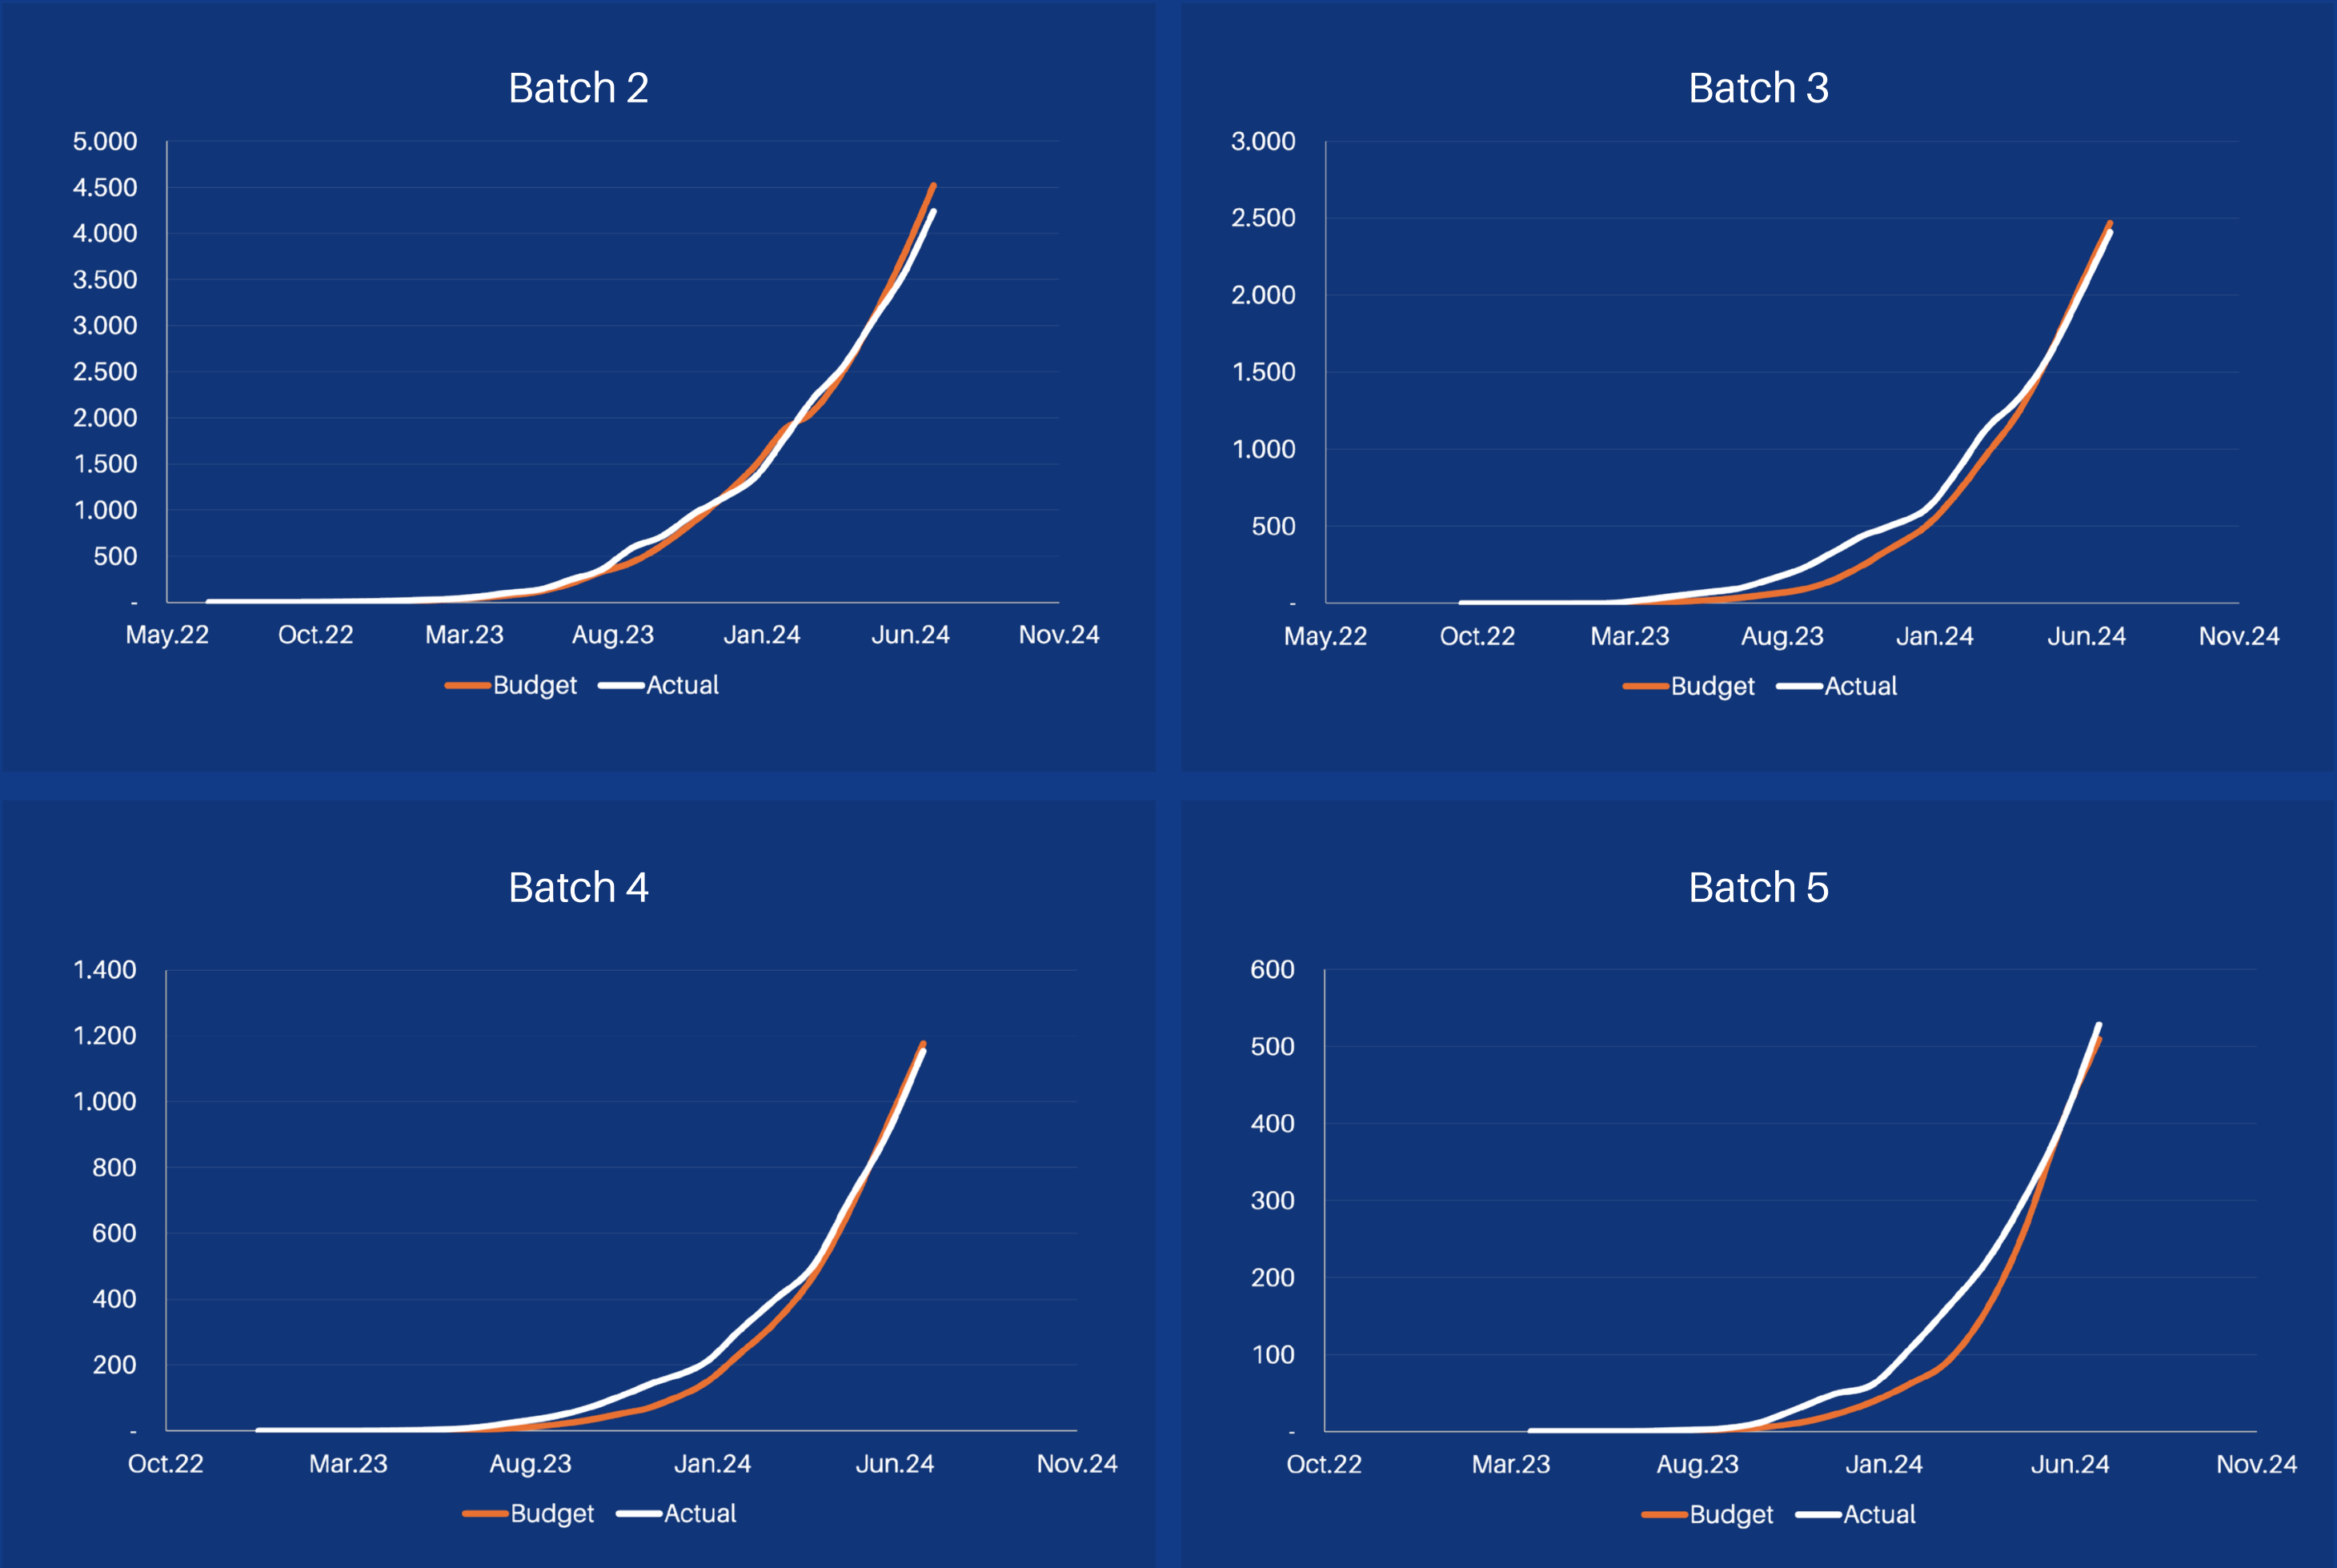 Batch 2
5.000
4.500
4.000
3.500
3.000
2.500
2.000
1.500
1.000
500
-
May.22 Oct.22 Mar.23 Aug.23 Jan.24 Jun.24 Nov.24
Budget Actual
Batch 3
3.000
2.500
2.000
1.500
1.000
500
-
May.22 Oct.22 Mar.23 Aug.23 Jan.24 Jun.24 Nov.24
Budget Actual
Batch 4
1.400
1.200
1.000
800
600
400
200
-
Oct.22 Mar.23 Aug.23 Jan.24 Jun.24 Nov.24
Budget Actual
Batch 5
600
500
400
300
200
100
-
Oct.22 Mar.23 Aug.23 Jan.24 Jun.24 Nov.24
Budget Actual